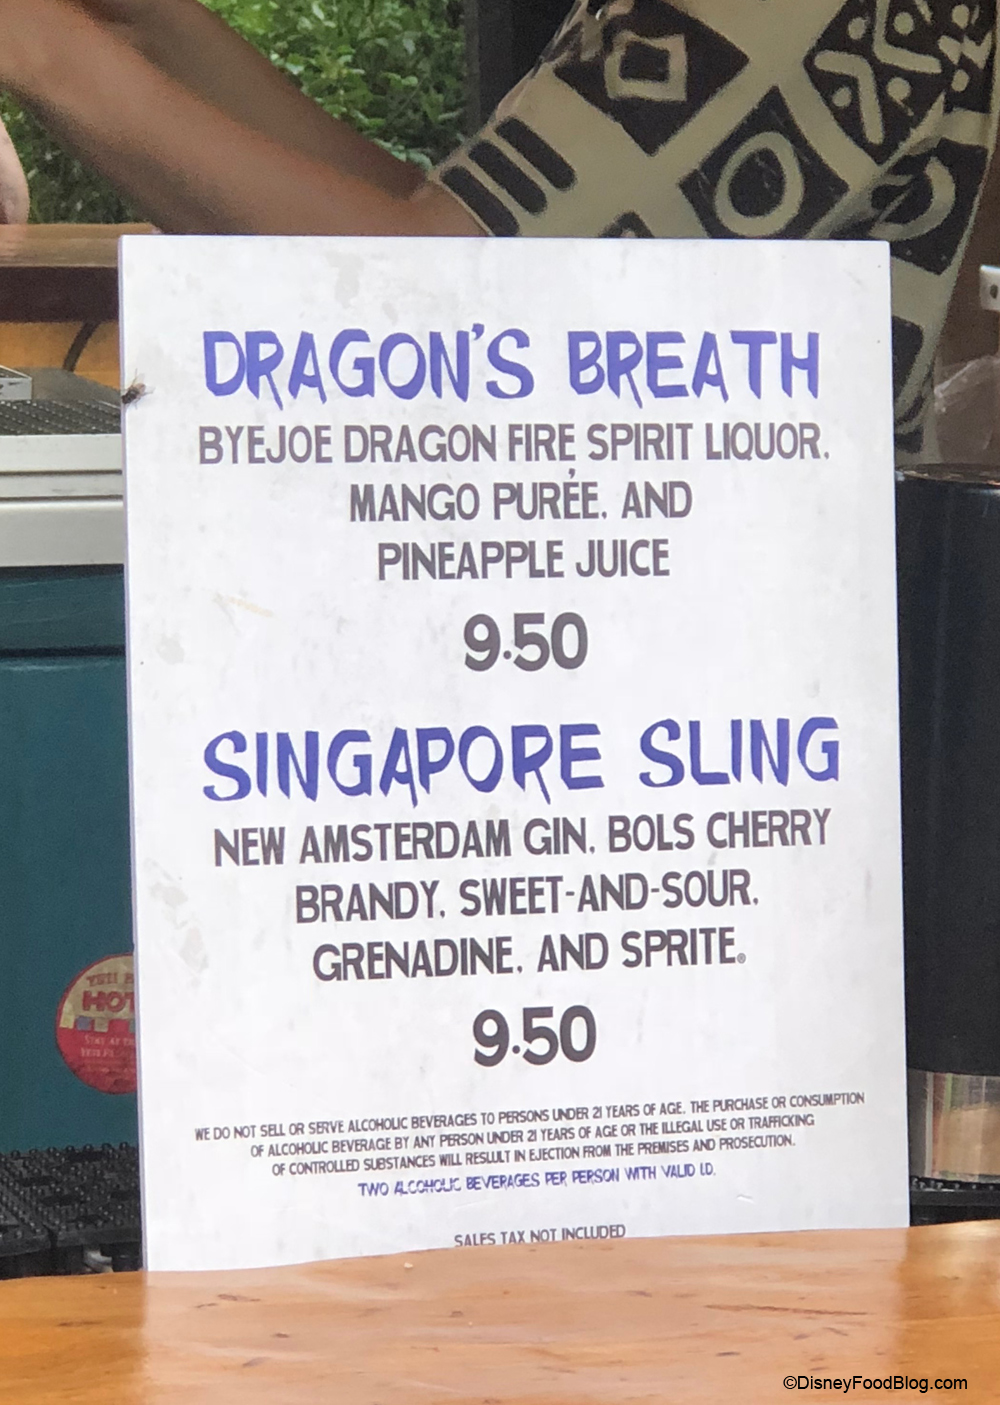 DRAGON'S BREATH
BYEJOE DRAGON FIRE SPIRIT LIQUOR,
MANGO PURÉE, AND
PINEAPPLE JUICE
9.50
SINGAPORE SLING
NEW AMSTERDAM GIN, BOLS CHERRY
BRANDY, SWEET-AND-SOUR,
GRENADINE, AND SPRITE®
9.50
WE DO NOT SELL OR SERVE ALCOHOLIC BEVERAGES TO PERSONS UNDER 21 YEARS OF AGE. THE PURCHASE OR CONSUMPTION
OF ALCOHOLIC BEVERAGE BY ANY PERSON UNDER 21 YEARS OF AGE OR THE ILLEGAL USE OR TRAFFICKING
OF CONTROLLED SUBSTANCES WILL RESLULT IN EJECTION FROM THE PREMISES AND PROSECUTION.
TWO ALCOHOLIC BEVERAGES PER PERSON WITH VALID I.D.
SALES TAX NOT INCLUDED
HOT
©DisneyFoodBlog.com